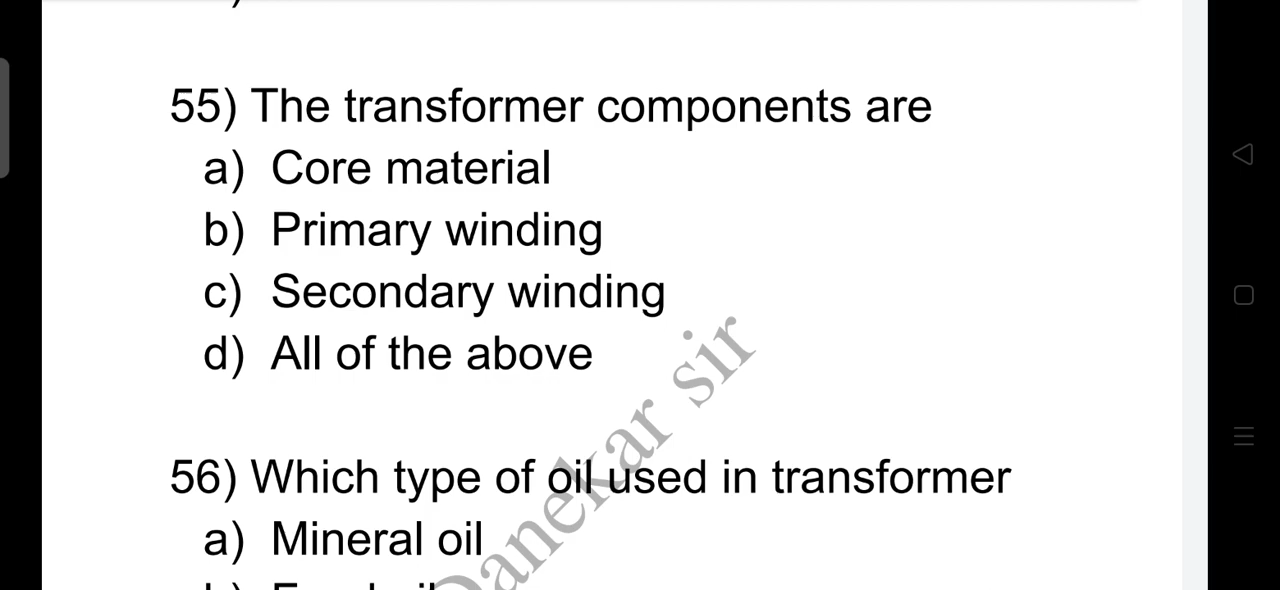 55) The transformer components are
a) Core material
b) Primary winding
c) Secondary winding
d) All of the above
sir
56) Which type of oil used in transformer
a) Mineral oil